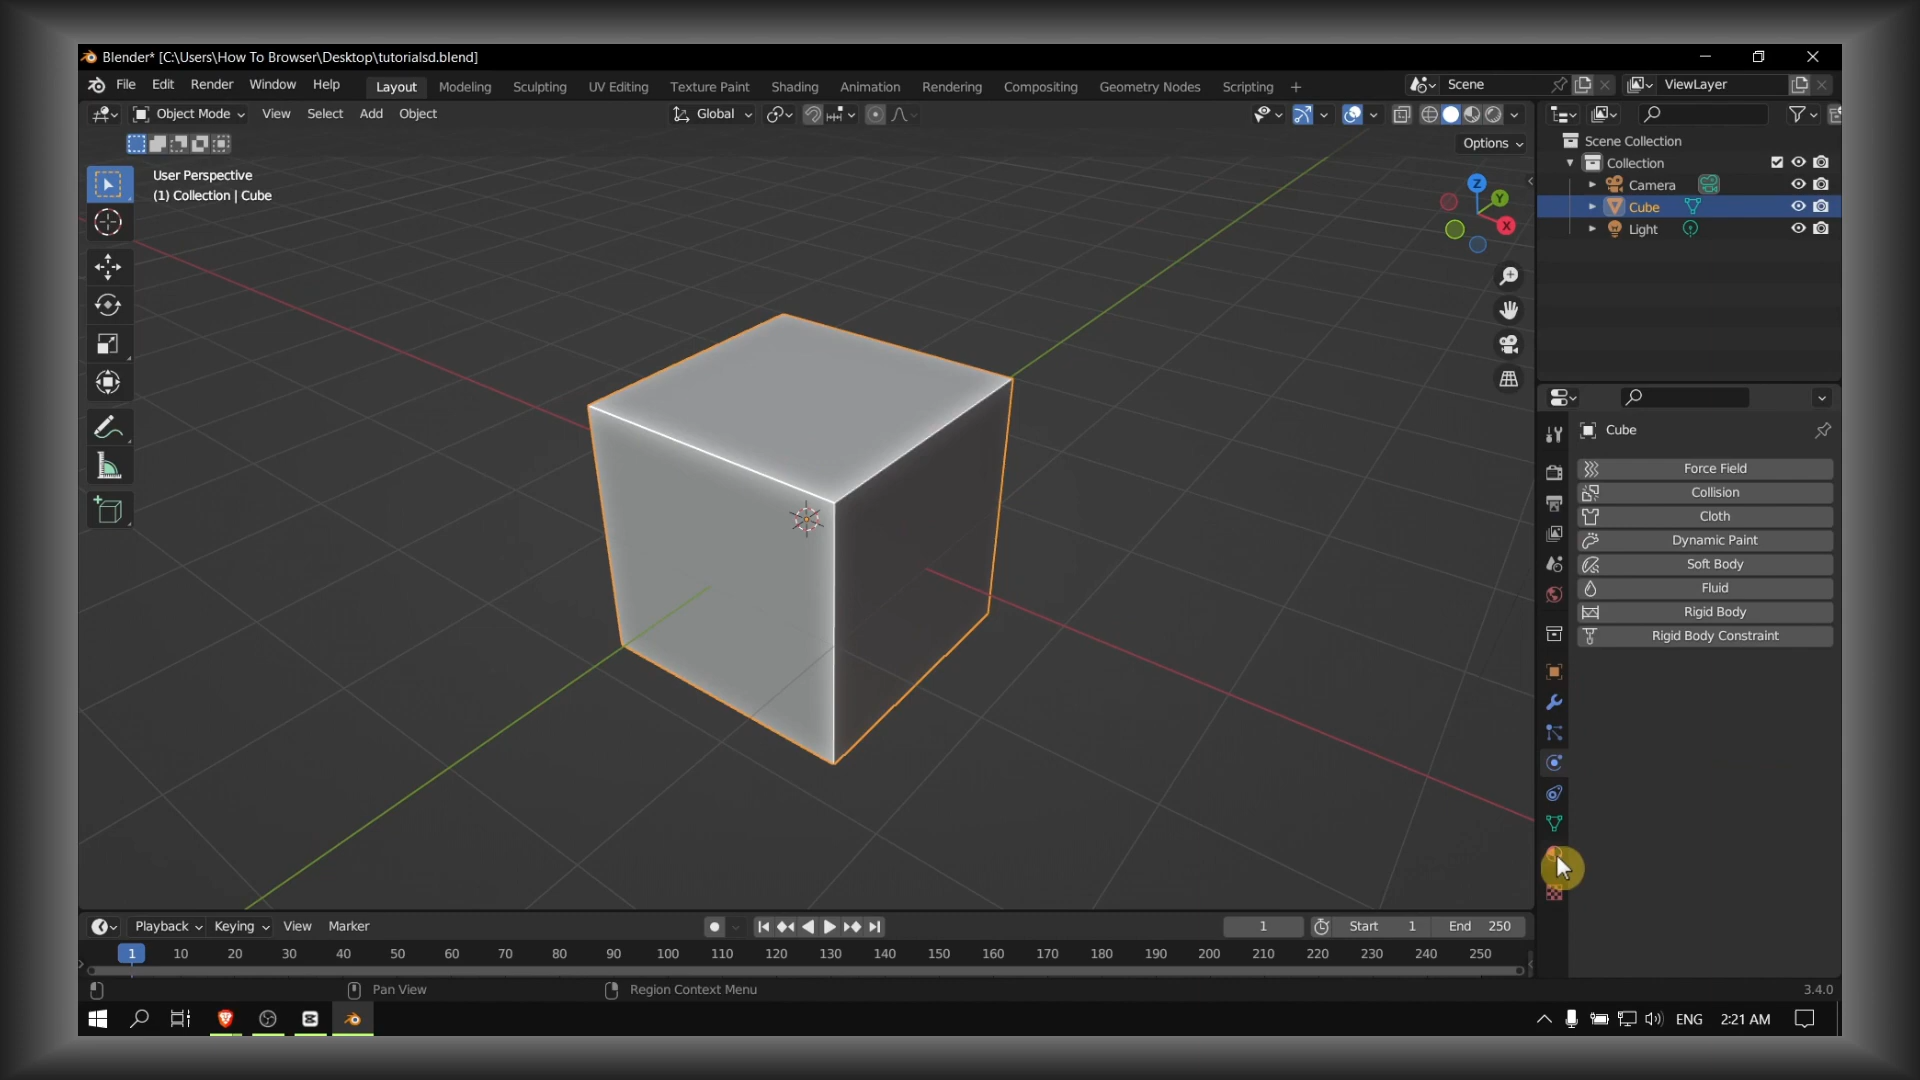 Blender* [C:\Users\How To Browser\Desktop\tutorialsd.blend]
File Edit Render Window Help Layout Modeling Sculpting UV Editing Texture Paint Shading Animation Rendering Compositing Geometry Nodes Scripting + Scene ViewLayer
Object Mode View Select Add Object Global
Options
User Perspective
(1) Collection | Cube
Z
Y
X
Scene Collection
Collection
Camera
Cube
Light
Cube
Force Field
Collision
Cloth
Dynamic Paint
Soft Body
Fluid
Rigid Body
Rigid Body Constraint
Playback Keying View Marker 1 Start 1 End 250
1 10 20 30 40 50 60 70 80 90 100 110 120 130 140 150 160 170 180 190 200 210 220 230 240 250
Pan View Region Context Menu 3.4.0
ENG 2:21 AM